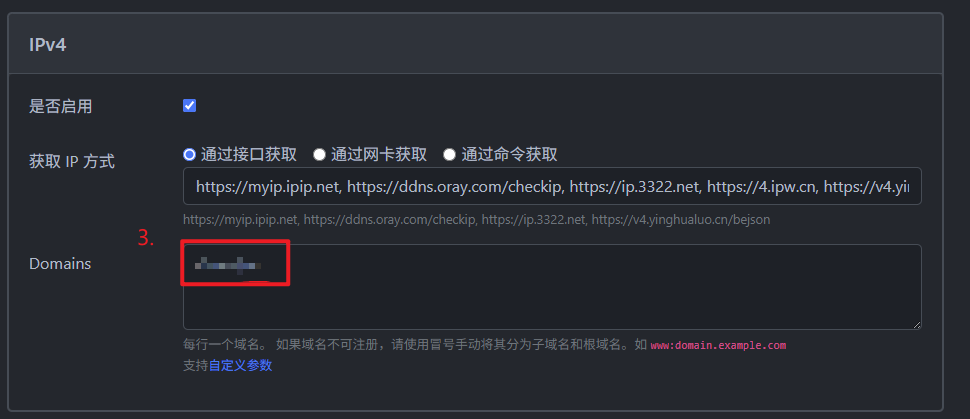 IPv4
是否启用
获取 IP 方式
通过接口获取 通过网卡获取 通过命令获取
https://myip.ipip.net, https://ddns.oray.com/checkip, https://ip.3322.net, https://4.ipw.cn, https://v4.yi
https://myip.ipip.net, https://ddns.oray.com/checkip, https://ip.3322.net, https://v4.yinghualuo.cn/bejson
3.
Domains
每行一个域名。 如果域名不可注册，请使用冒号手动将其分为子域名和根域名。如 www:domain.example.com
支持自定义参数